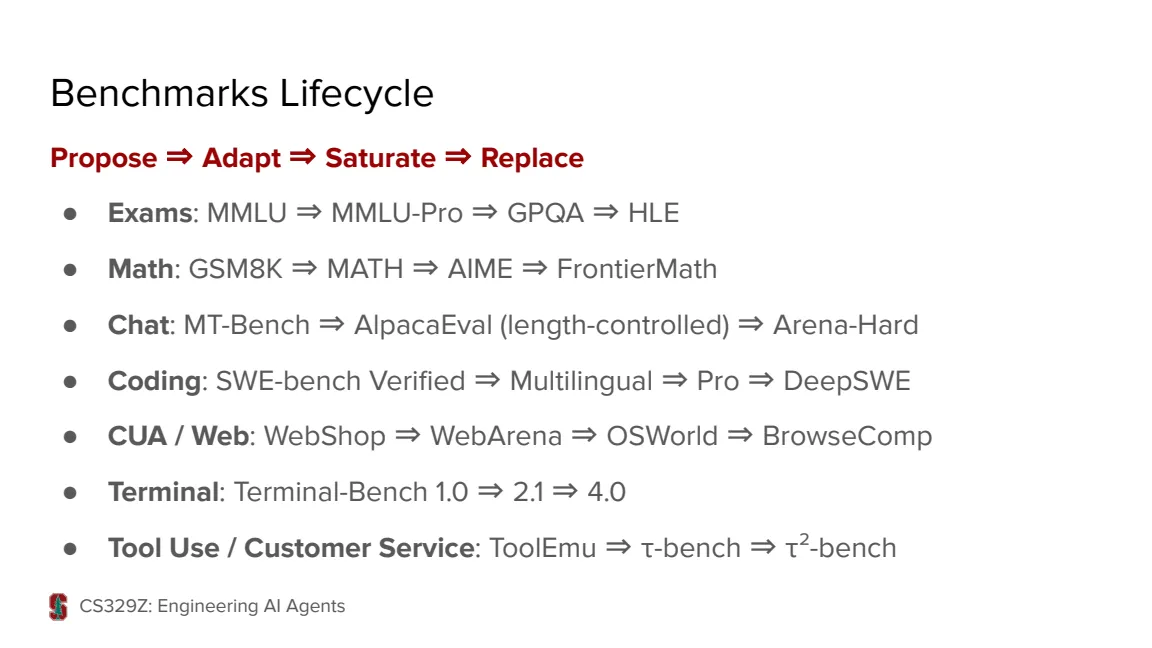 Benchmarks Lifecycle
Propose ⇒ Adapt ⇒ Saturate ⇒ Replace
● Exams: MMLU ⇒ MMLU-Pro ⇒ GPQA ⇒ HLE
● Math: GSM8K ⇒ MATH ⇒ AIME ⇒ FrontierMath
● Chat: MT-Bench ⇒ AlpacaEval (length-controlled) ⇒ Arena-Hard
● Coding: SWE-bench Verified ⇒ Multilingual ⇒ Pro ⇒ DeepSWE
● CUA / Web: WebShop ⇒ WebArena ⇒ OSWorld ⇒ BrowseComp
● Terminal: Terminal-Bench 1.0 ⇒ 2.1 ⇒ 4.0
● Tool Use / Customer Service: ToolEmu ⇒ τ-bench ⇒ τ²-bench
CS329Z: Engineering AI Agents